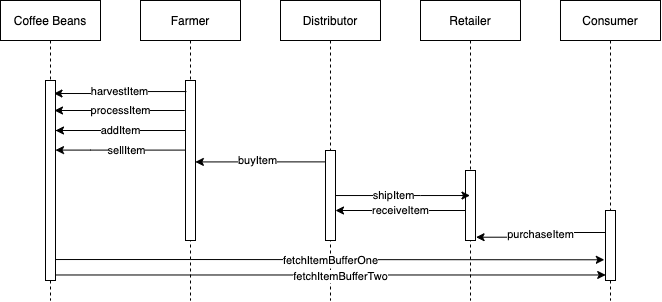 Coffee Beans
Farmer
Distributor
Retailer
Consumer
harvestItem
processItem
addItem
sellItem
buyItem
shipItem
receiveItem
purchaseItem
fetchItemBufferOne
fetchItemBufferTwo